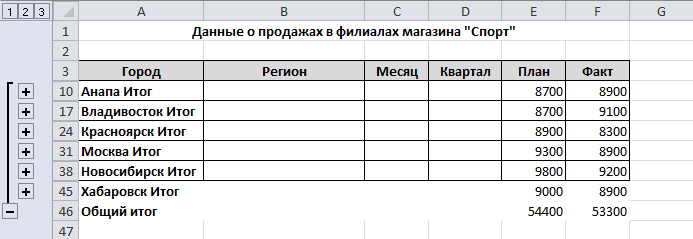 1 2 3 A B C D E F G
1 Данные о продажах в филиалах магазина "Спорт"
2
3 Город Регион Месяц Квартал План Факт
10 Анапа Итог 8700 8900
17 Владивосток Итог 8700 9100
24 Красноярск Итог 8900 8300
31 Москва Итог 9300 8900
38 Новосибирск Итог 9800 9200
45 Хабаровск Итог 9000 8900
46 Общий итог 54400 53300
47